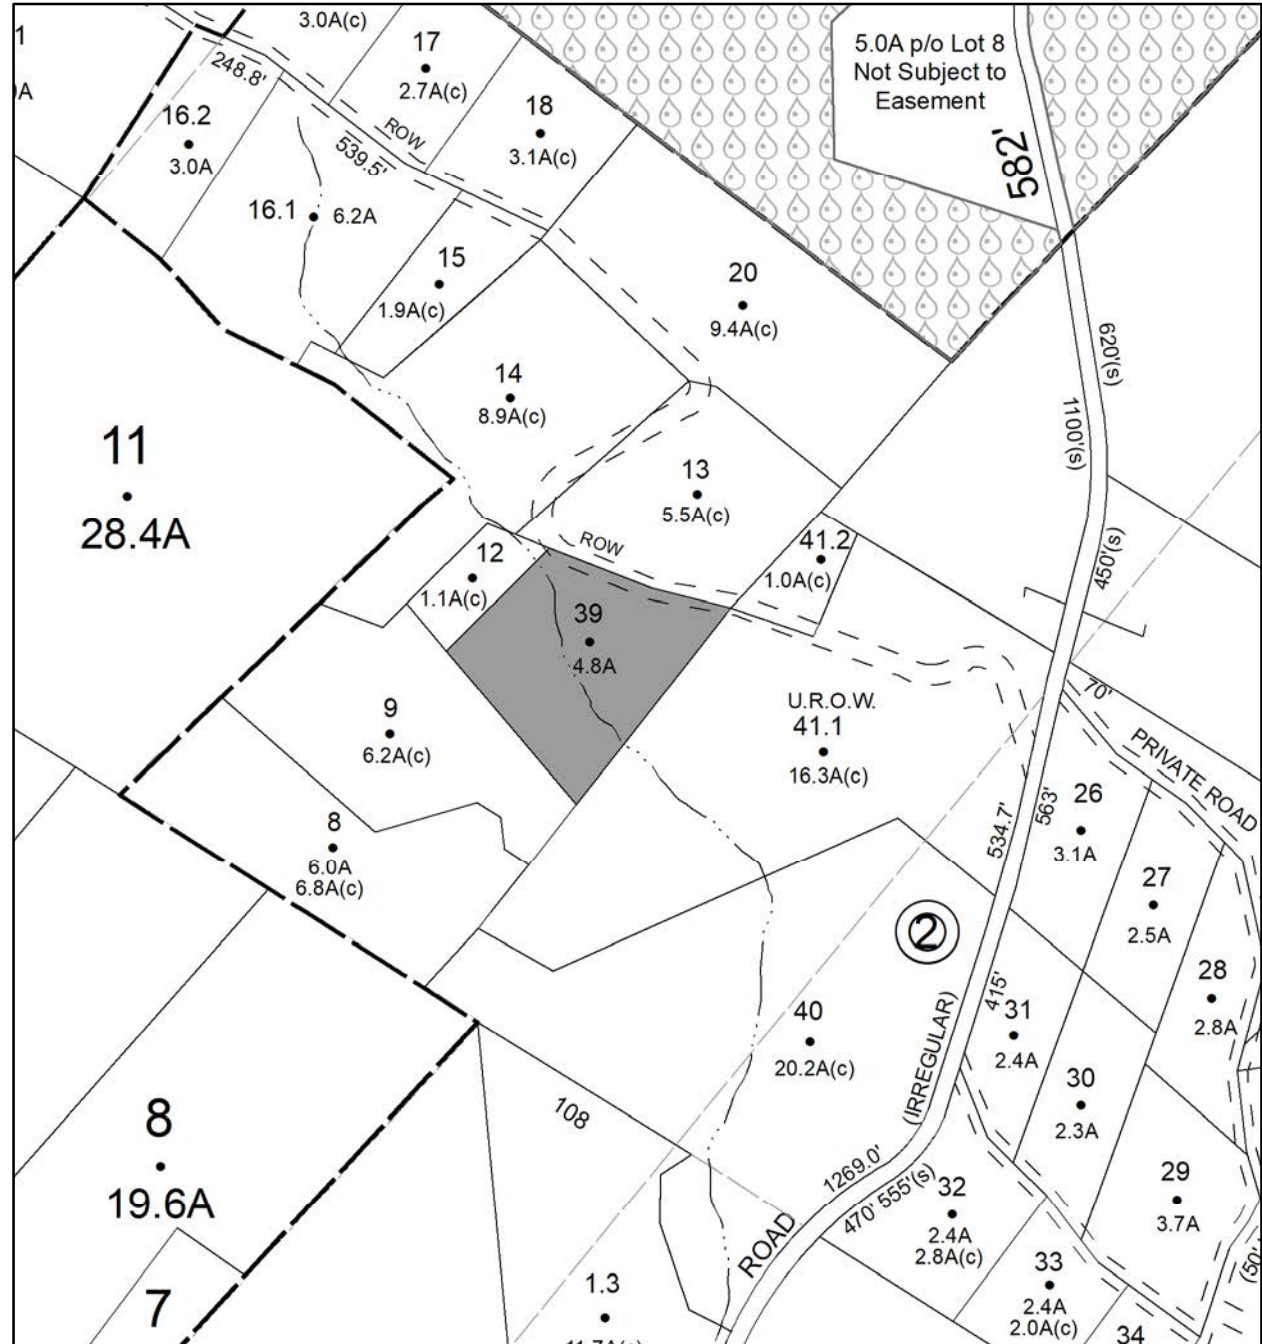 3.0A(c)
17
2.7A(c)
5.0A p/o Lot 8
Not Subject to
Easement
1
A
248.8'
16.2
3.0A
ROW
539.5'
18
3.1A(c)
582'
16.1
6.2A
15
1.9A(c)
20
9.4A(c)
620'(s)
14
8.9A(c)
1100'(s)
11
28.4A
13
5.5A(c)
ROW
12
1.1A(c)
41.2
1.0A(c)
450'(s)
39
4.8A
70'
U.R.O.W.
41.1
16.3A(c)
PRIVATE ROAD
9
6.2A(c)
8
6.0A
6.8A(c)
534.7'
563'
26
3.1A
27
2.5A
2
28
2.8A
415'
31
2.4A
40
20.2A(c)
(IRREGULAR)
30
2.3A
108
8
19.6A
1269.0'
470' 555'(s)
32
2.4A
2.8A(c)
29
3.7A
ROAD
33
2.4A
2.0A(c)
(50'
1.3
7
34